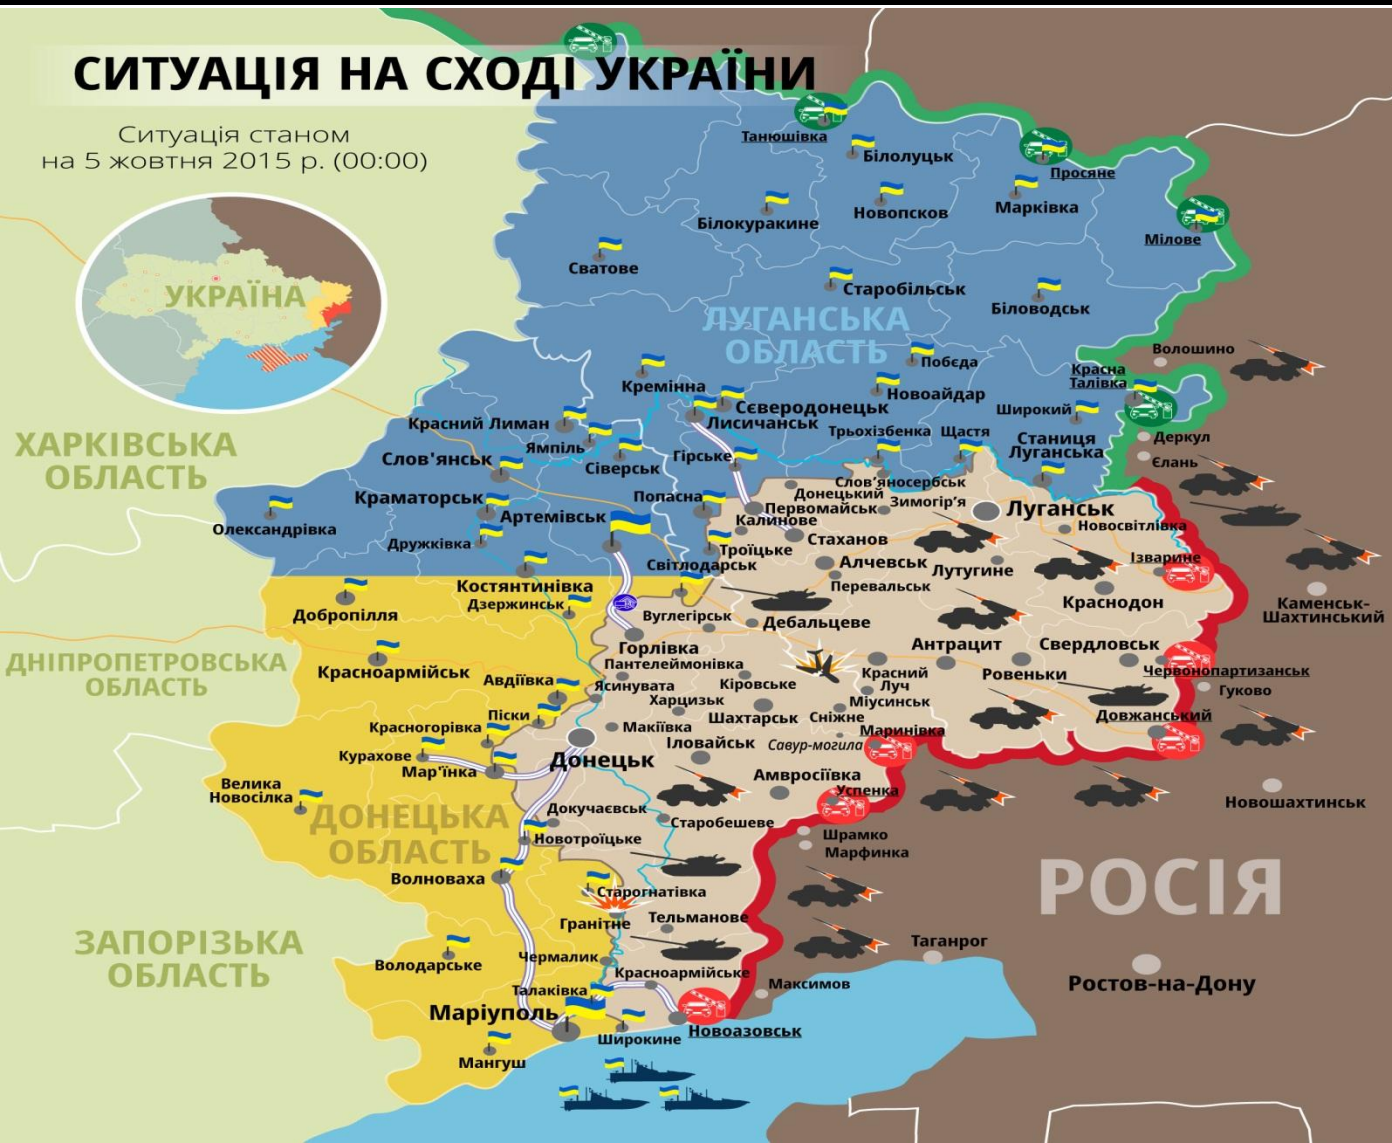 СИТУАЦІЯ НА СХОДІ УКРАЇНИ
Ситуація станом
на 5 жовтня 2015 р. (00:00)
УКРАЇНА
Танюшівка
Білолуцьк
Просяне
Білокуракине
Новопсков
Марківка
Мілове
Сватове
Старобільськ
Біловодськ
ЛУГАНСЬКА
ОБЛАСТЬ
Волошино
Побєда
Красна
Талівка
Кремінна
Новоайдар
Сєверодонецьк
Широкий
Лисичанськ
Красний Лиман
Трьохізбенка
Щастя
Станиця
Луганська
Деркул
ХАРКІВСЬКА
ОБЛАСТЬ
Ямпіль
Слов'янськ
Сіверськ
Гірське
Єлань
Слов’яносербськ
Донецький
Зимогір’я
Краматорськ
Попасна
Первомайськ
Луганськ
Артемівськ
Калинове
Новосвітлівка
Олександрівка
Дружківка
Стаханов
Троїцьке
Ізварине
Світлодарськ
Алчевськ
Лутугине
Костянтинівка
Перевальськ
Дзержинськ
Краснодон
Каменськ-
Шахтинський
Добропілля
Вуглегірськ
Дебальцеве
Горлівка
Антрацит
Свердловськ
ДНІПРОПЕТРОВСЬКА
ОБЛАСТЬ
Пантелеймонівка
Красноармійськ
Авдіївка
Ясинувата
Кіровське
Красний
Луч
Ровеньки
Червонопартизанськ
Гуково
Харцизьк
Міусинськ
Піски
Шахтарськ
Сніжне
Довжанський
Красногорівка
Макіївка
Маринівка
Іловайськ
Савур-могила
Курахове
Донецьк
Мар'їнка
Амвросіївка
Успенка
Велика
Новосілка
Новошахтинськ
ДОНЕЦЬКА
ОБЛАСТЬ
Докучаєвськ
Старобешеве
Шрамко
Новотроїцьке
Марфинка
Волноваха
РОСІЯ
Старогнатівка
Гранітне
Тельманове
ЗАПОРІЗЬКА
ОБЛАСТЬ
Таганрог
Володарське
Чермалик
Красноармійське
Максимов
Ростов-на-Дону
Талаківка
Маріуполь
Новоазовськ
Широкине
Мангуш